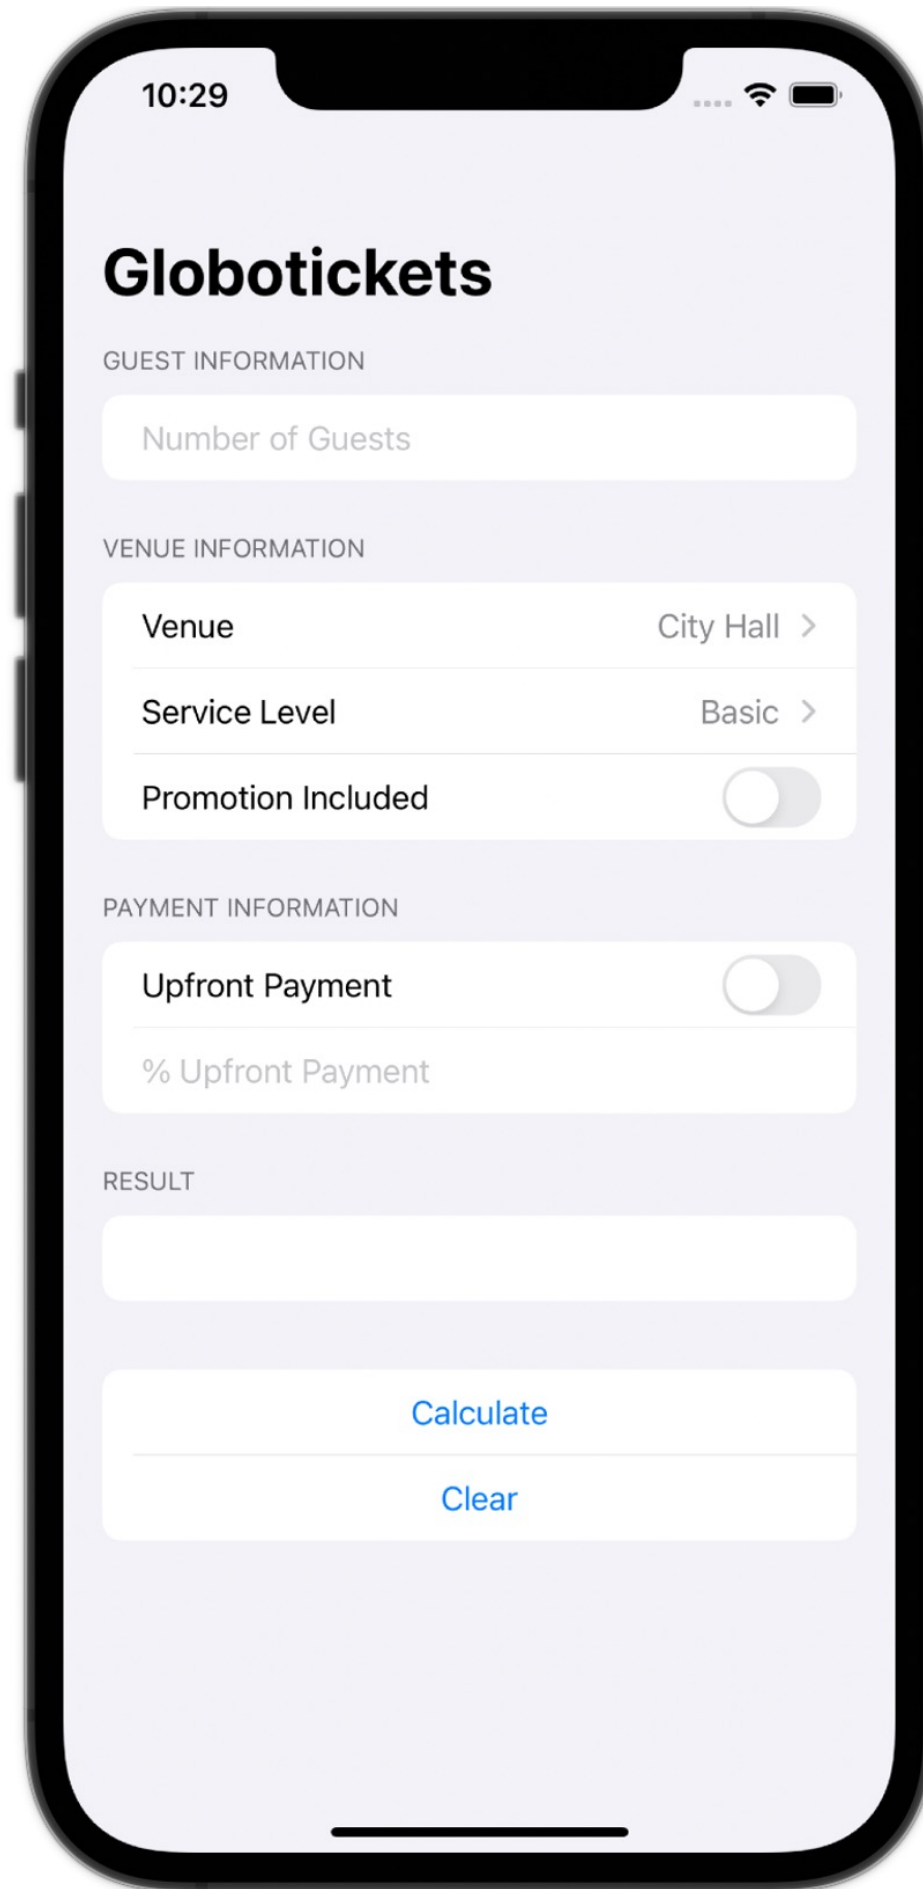 10:29
Globotickets
GUEST INFORMATION
Number of Guests
VENUE INFORMATION
Venue City Hall
Service Level Basic
Promotion Included
PAYMENT INFORMATION
Upfront Payment
% Upfront Payment
RESULT
Calculate
Clear